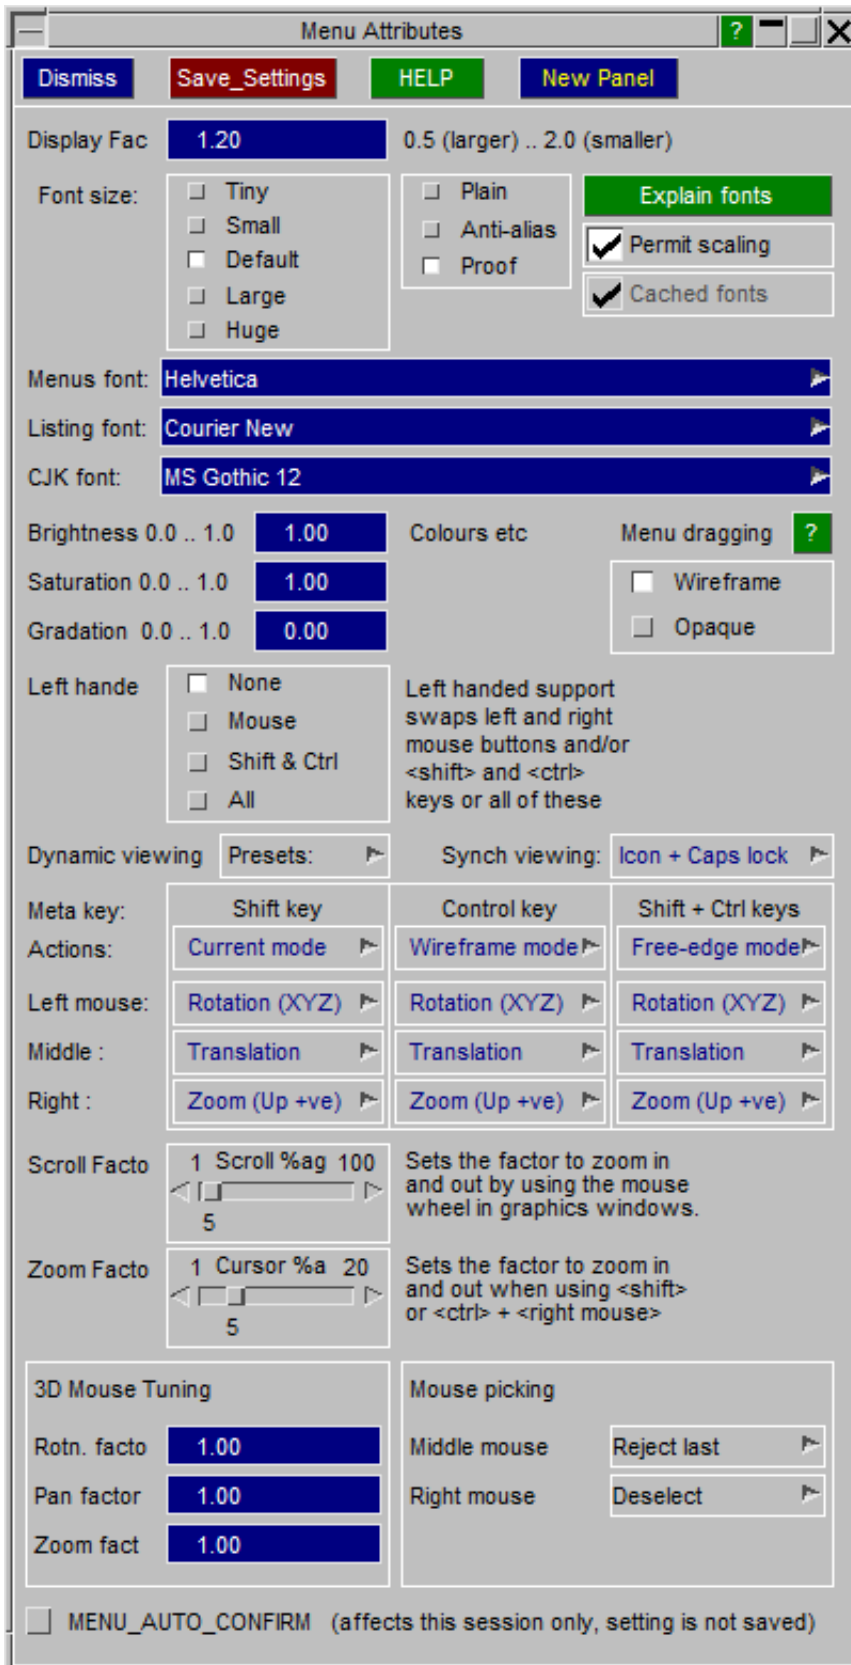 Menu Attributes ?
Dismiss Save_Settings HELP New Panel
Display Fac 1.20 0.5 (larger) .. 2.0 (smaller)
Font size: Tiny Plain Explain fonts
Small Anti-alias Permit scaling
Default Proof Cached fonts
Large
Huge
Menus font: Helvetica
Listing font: Courier New
CJK font: MS Gothic 12
Brightness 0.0 .. 1.0 1.00 Colours etc Menu dragging ?
Saturation 0.0 .. 1.0 1.00 Wireframe
Gradation 0.0 .. 1.0 0.00 Opaque
Left hande None Left handed support
Mouse swaps left and right
mouse buttons and/or
Shift & Ctrl <shift> and <ctrl>
All keys or all of these
Dynamic viewing Presets: Synch viewing: Icon + Caps lock
Meta key: Shift key Control key Shift + Ctrl keys
Actions: Current mode Wireframe mode Free-edge mode
Left mouse: Rotation (XYZ) Rotation (XYZ) Rotation (XYZ)
Middle : Translation Translation Translation
Right : Zoom (Up +ve) Zoom (Up +ve) Zoom (Up +ve)
Scroll Facto 1 Scroll %ag 100 Sets the factor to zoom in
and out by using the mouse
5 wheel in graphics windows.
Zoom Facto 1 Cursor %a 20 Sets the factor to zoom in
and out when using <shift>
5 or <ctrl> + <right mouse>
3D Mouse Tuning Mouse picking
Rotn. facto 1.00 Middle mouse Reject last
Pan factor 1.00 Right mouse Deselect
Zoom fact 1.00
MENU_AUTO_CONFIRM (affects this session only, setting is not saved)